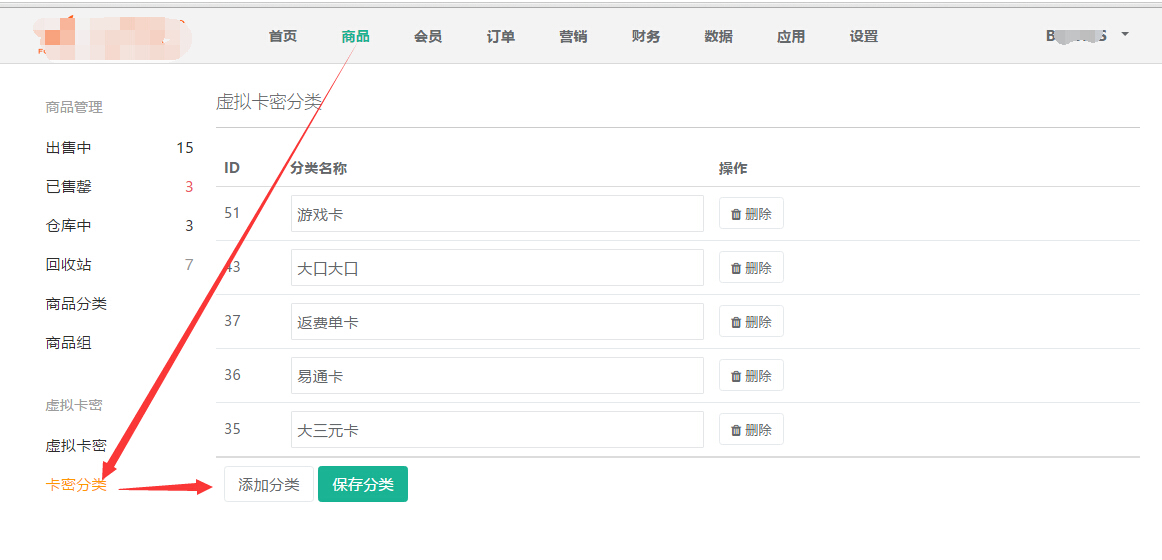 首页 商品 会员 订单 营销 财务 数据 应用 设置
商品管理
出售中 15
已售罄 3
仓库中 3
回收站 7
商品分类
商品组
虚拟卡密
虚拟卡密
卡密分类
虚拟卡密分类
ID 分类名称 操作
51 游戏卡 删除
43 大口大口 删除
37 返费单卡 删除
36 易通卡 删除
35 大三元卡 删除
添加分类 保存分类